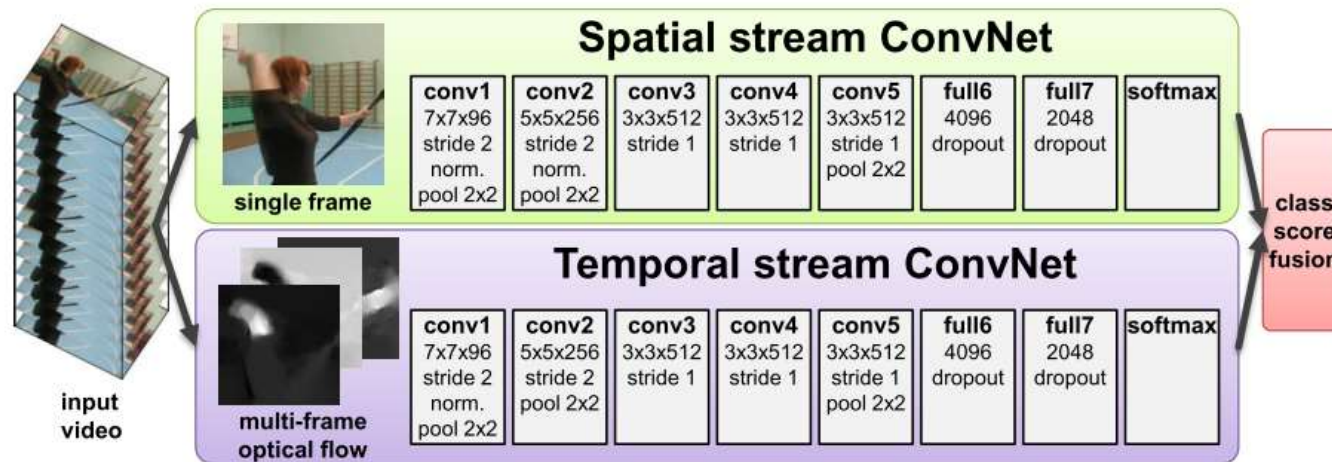 Spatial stream ConvNet
single frame
conv1
7x7x96
stride 2
norm.
pool 2x2
conv2
5x5x256
stride 2
norm.
pool 2x2
conv3
3x3x512
stride 1
conv4
3x3x512
stride 1
conv5
3x3x512
stride 1
pool 2x2
full6
4096
dropout
full7
2048
dropout
softmax
input
video
Temporal stream ConvNet
multi-frame
optical flow
conv1
7x7x96
stride 2
norm.
pool 2x2
conv2
5x5x256
stride 2
pool 2x2
conv3
3x3x512
stride 1
conv4
3x3x512
stride 1
conv5
3x3x512
stride 1
pool 2x2
full6
4096
dropout
full7
2048
dropout
softmax
class
score
fusion